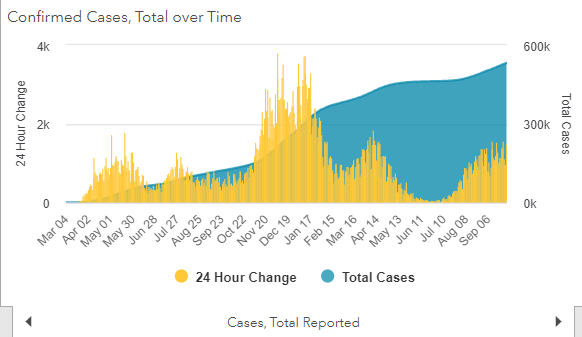 Confirmed Cases, Total over Time
4k
600k
24 Hour Change
2k
300k
Total Cases
0
0k
Mar 04
Apr 02
May 01
May 30
Jun 28
Jul 27
Aug 25
Sep 23
Oct 22
Nov 20
Dec 19
Jan 17
Feb 15
Mar 16
Apr 14
May 13
Jun 11
Jul 10
Aug 08
Sep 06
24 Hour Change Total Cases
Cases, Total Reported